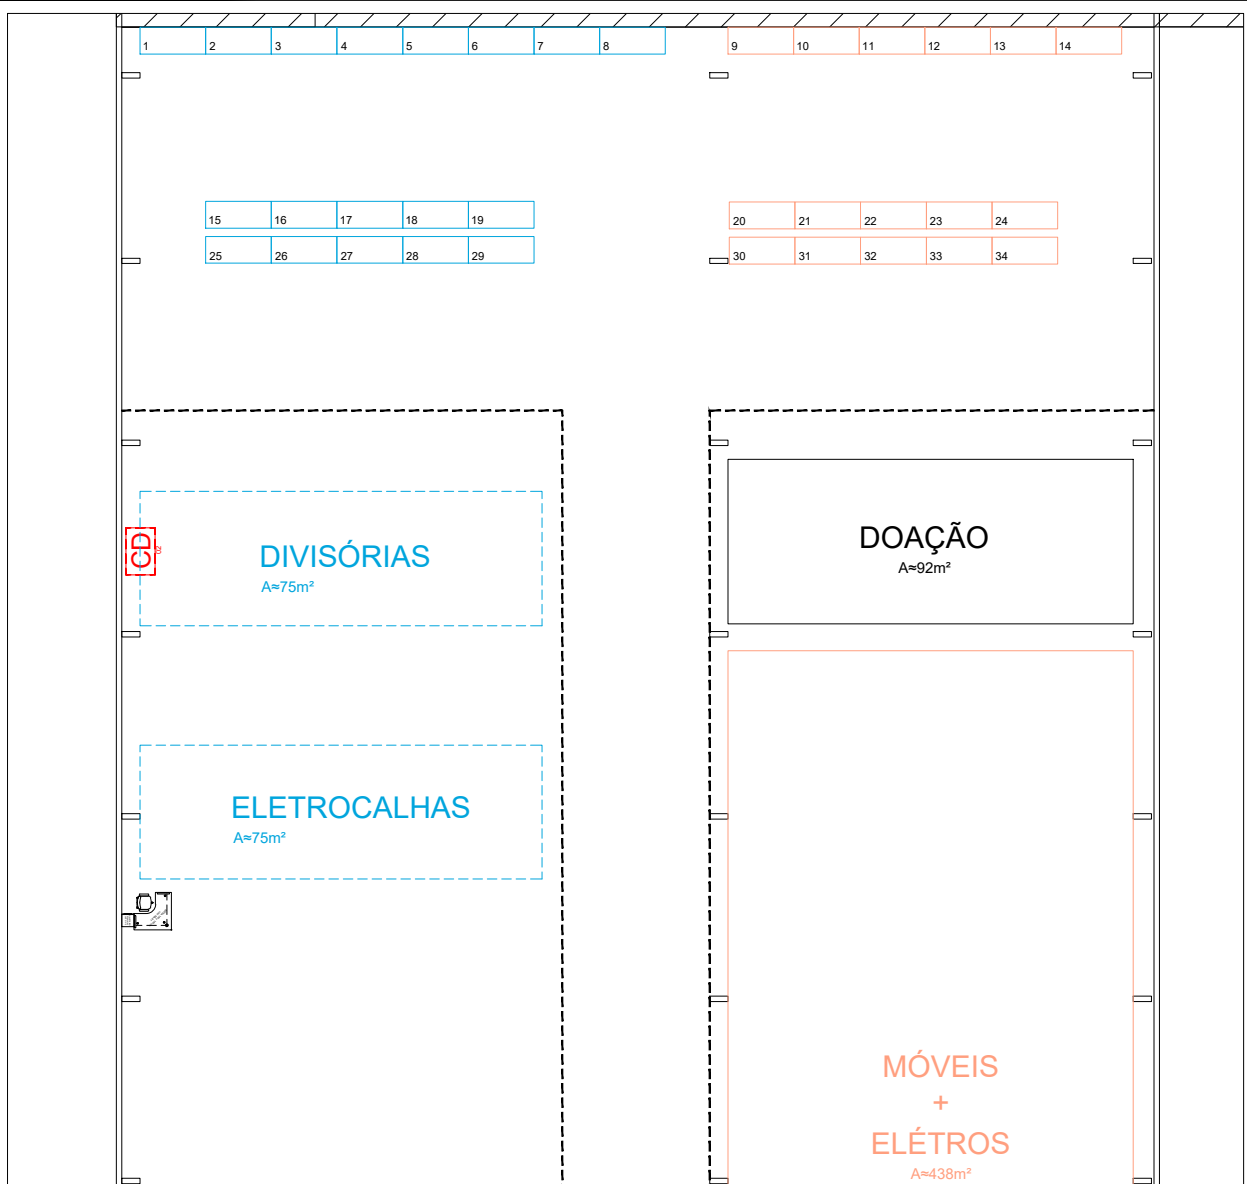 1 2 3 4 5 6 7 8 9 10 11 12 13 14
15 16 17 18 19 20 21 22 23 24
25 26 27 28 29 30 31 32 33 34
CD
02
DIVISÓRIAS
A≈75m²
DOAÇÃO
A≈92m²
ELETROCALHAS
A≈75m²
MÓVEIS
+
ELÉTROS
A≈438m²